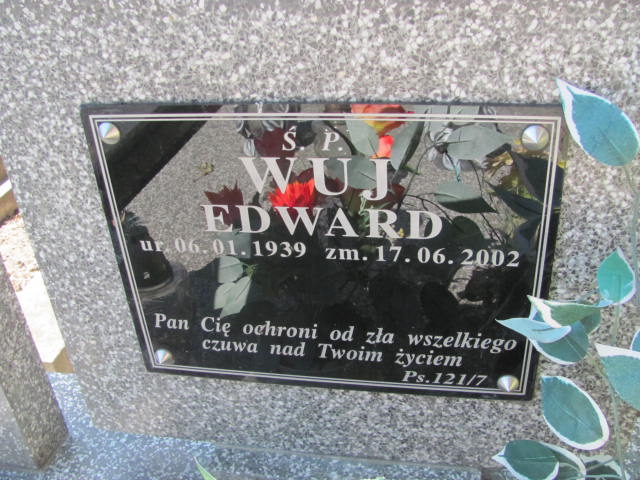 Ś P.
WUJ
EDWARD
ur. 06. 01. 1939 zm. 17. 06. 2002
Pan Cię ochroni od zła wszelkiego
czuwa nad Twoim życiem
Ps.121/7